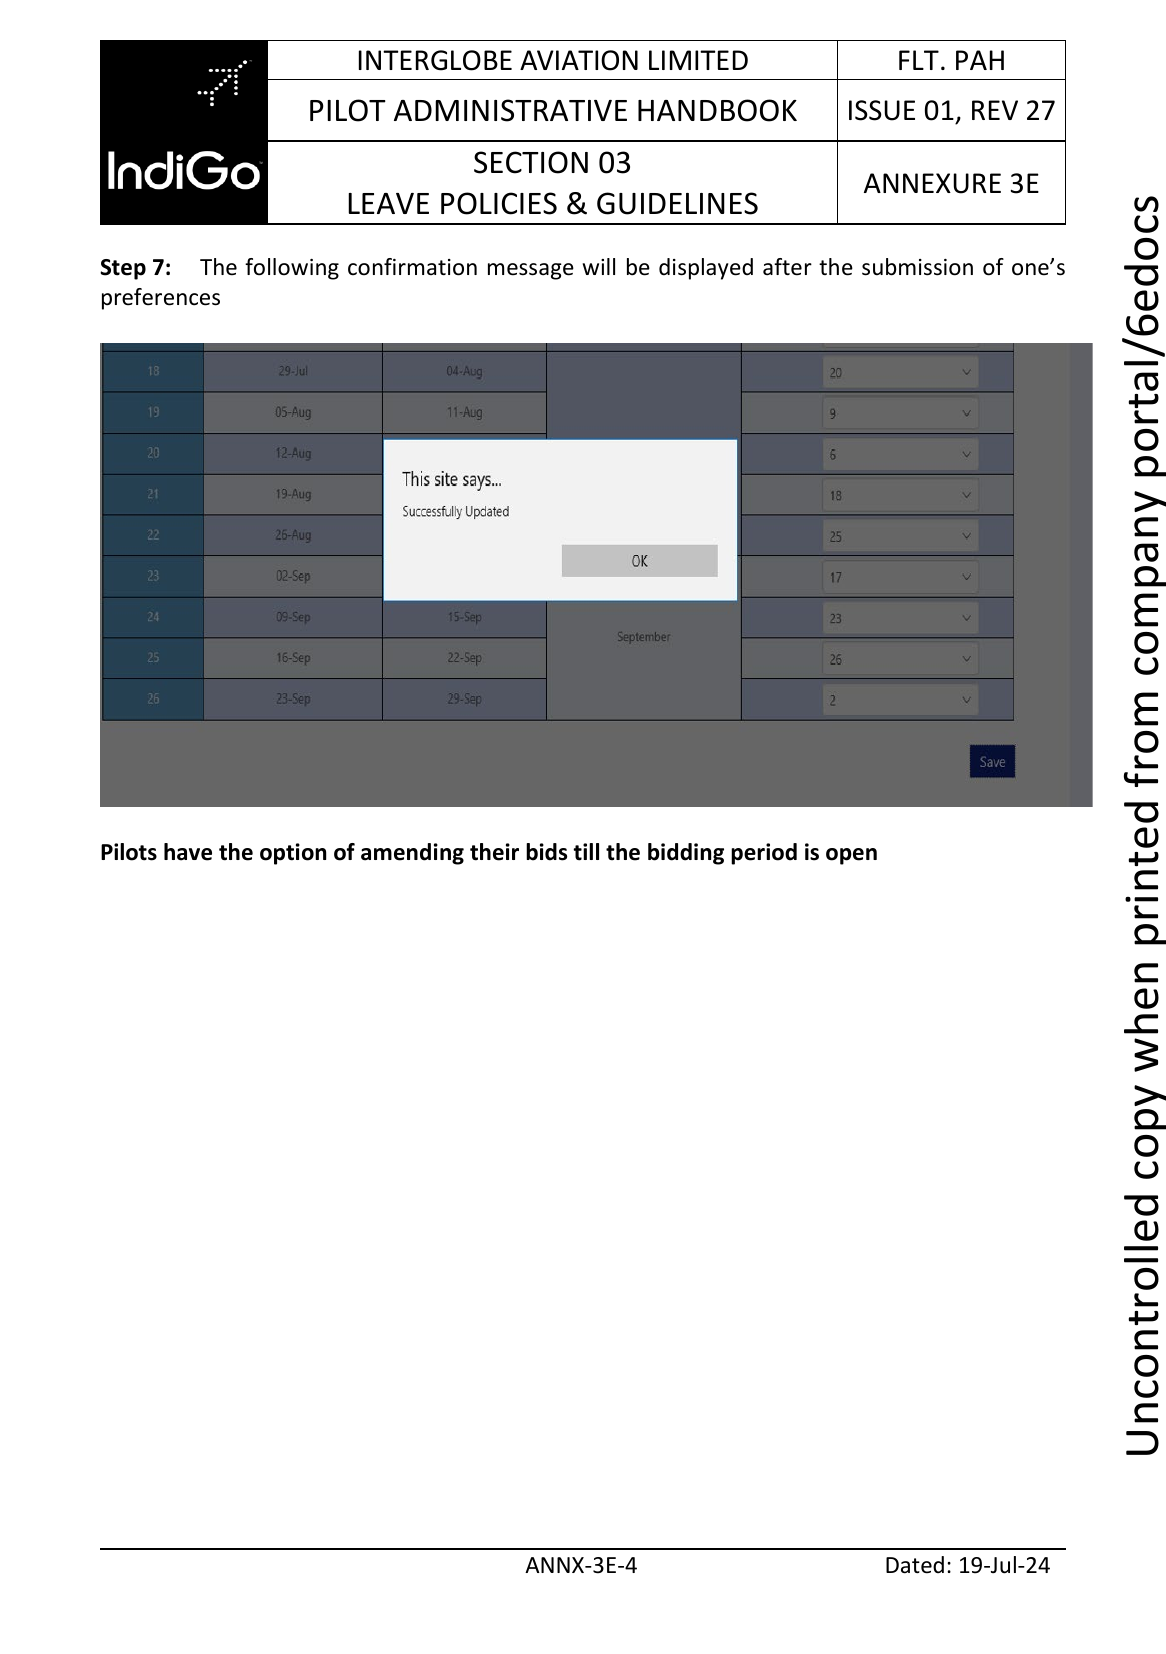 INTERGLOBE AVIATION LIMITED
FLT. PAH
PILOT ADMINISTRATIVE HANDBOOK
ISSUE 01, REV 27
IndiGo
SECTION 03
LEAVE POLICIES & GUIDELINES
ANNEXURE 3E
Step 7: The following confirmation message will be displayed after the submission of one’s
preferences
18 29-Jul 04-Aug 20
19 05-Aug 11-Aug 9
20 12-Aug 6
21 19-Aug 18
22 26-Aug 25
23 02-Sep 17
24 09-Sep 15-Sep 23
September
25 16-Sep 22-Sep 26
26 23-Sep 29-Sep 2
This site says...
Successfully Updated
OK
Save
Pilots have the option of amending their bids till the bidding period is open
ANNX-3E-4
Dated: 19-Jul-24
Uncontrolled copy when printed from company portal/6edocs